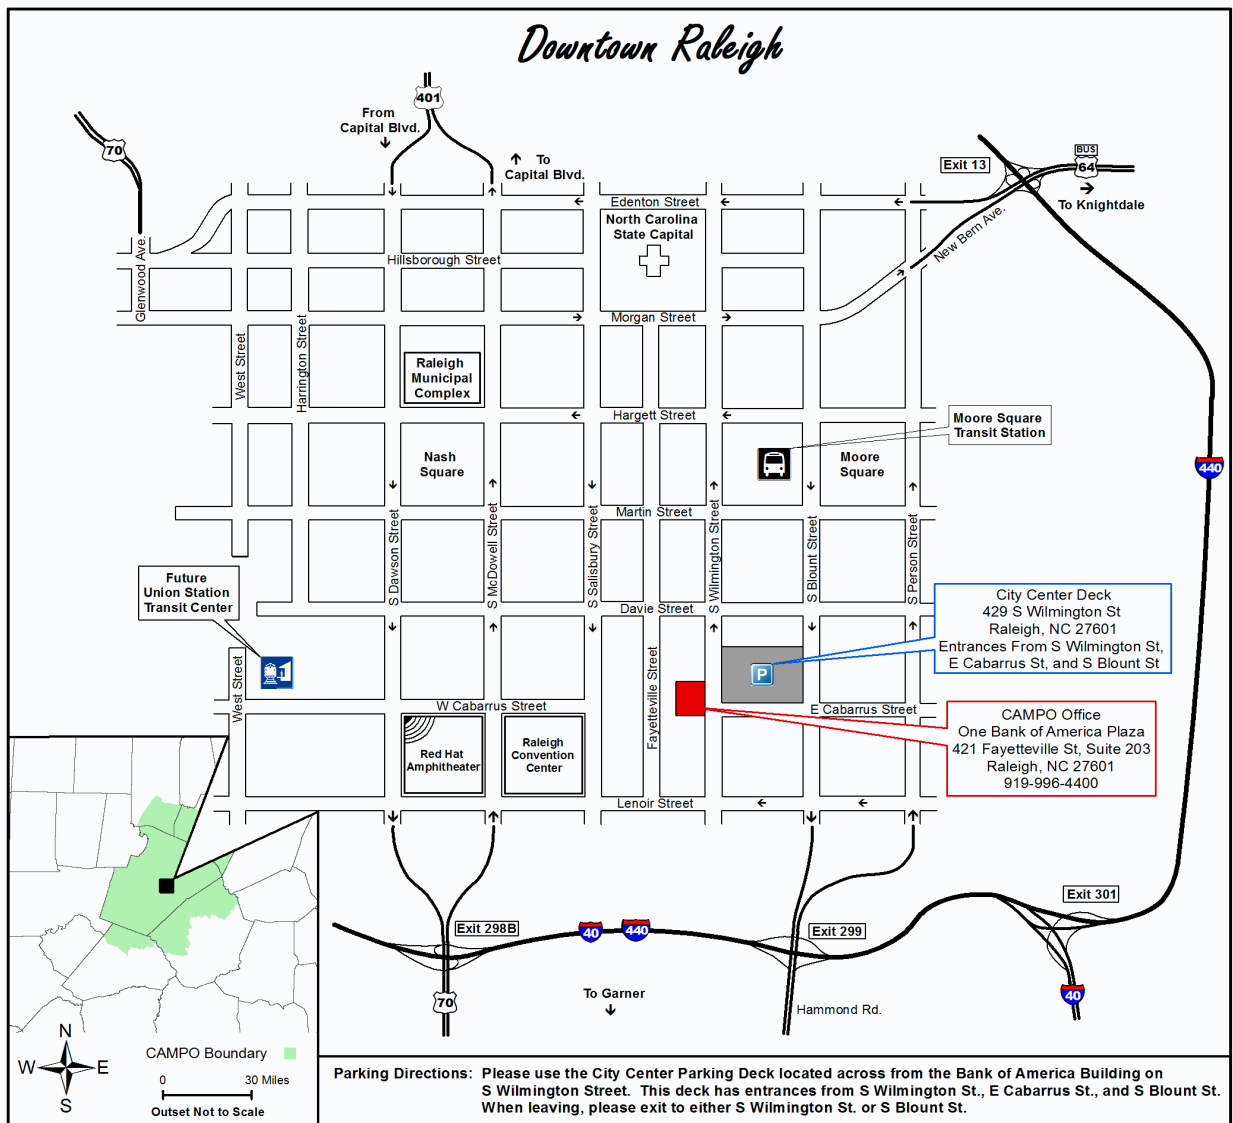 Downtown Raleigh
401
From
Capital Blvd.
To
Capital Blvd.
70
Exit 13
BUS
64
To Knightdale
Edenton Street
North Carolina
State Capital
New Bern Ave.
Glenwood Ave.
Hillsborough Street
Morgan Street
West Street
Harrington Street
Raleigh
Municipal
Complex
Hargett Street
Moore Square
Transit Station
Nash
Square
Moore
Square
440
Martin Street
S Dawson Street
S McDowell Street
S Salisbury Street
S Wilmington Street
S Blount Street
S Person Street
Future
Union Station
Transit Center
Davie Street
City Center Deck
429 S Wilmington St
Raleigh, NC 27601
Entrances From S Wilmington St,
E Cabarrus St, and S Blount St
P
West Street
Fayetteville Street
W Cabarrus Street
E Cabarrus Street
CAMPO Office
One Bank of America Plaza
421 Fayetteville St, Suite 203
Raleigh, NC 27601
919-996-4400
Red Hat
Amphitheater
Raleigh
Convention
Center
Lenoir Street
Exit 301
Exit 298B
40
440
Exit 299
40
70
To Garner
Hammond Rd.
N
W
E
S
CAMPO Boundary
0
30 Miles
Outset Not to Scale
Parking Directions: Please use the City Center Parking Deck located across from the Bank of America Building on
S Wilmington Street. This deck has entrances from S Wilmington St., E Cabarrus St., and S Blount St.
When leaving, please exit to either S Wilmington St. or S Blount St.